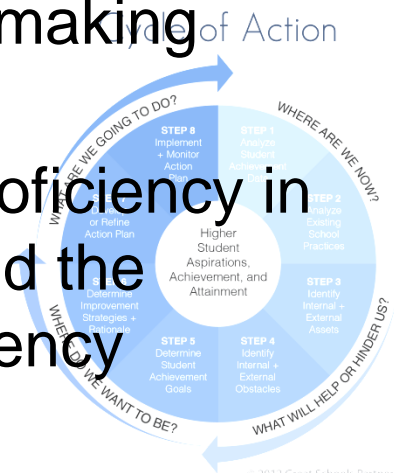 making
Cycle of Action
WHAT ARE WE GOING TO DO?
WHERE ARE WE NOW?
STEP 8
Implement
+ Monitor
Action
Plan
STEP 1
Analyze
Student
Achievement
oficiency in
or Refine
Action Plan
STEP 2
Analyze
Existing
School
Practices
Higher
Student
Aspirations,
Achievement, and
Attainment
d the
Determine
Improvement
Strategies +
Rationale
STEP 3
Identify
Internal +
External
Assets
ency
STEP 5
Determine
Student
Achievement
Goals
STEP 4
Identify
Internal +
External
Obstacles
WHERE DO WE WANT TO BE?
WHAT WILL HELP OR HINDER US?